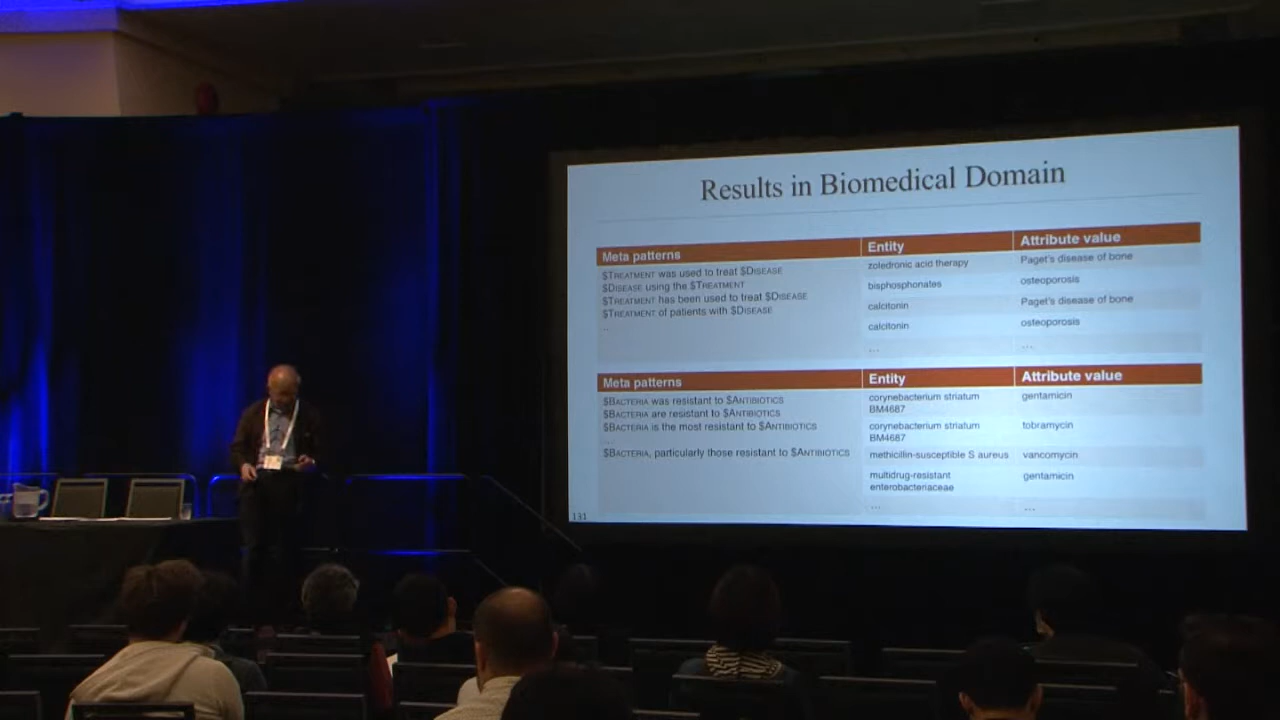 Results in Biomedical Domain
Meta patterns Entity Attribute value
$TREATMENT was used to treat $DISEASE
$DISEASE using the $TREATMENT
$TREATMENT has been used to treat $DISEASE
$TREATMENT of patients with $DISEASE
..
zoledronic acid therapy Paget's disease of bone
bisphosphonates osteoporosis
calcitonin Paget's disease of bone
calcitonin osteoporosis
... ...
Meta patterns Entity Attribute value
$BACTERIA was resistant to $ANTIBIOTICS
$BACTERIA are resistant to $ANTIBIOTICS
$BACTERIA is the most resistant to $ANTIBIOTICS
...
$BACTERIA, particularly those resistant to $ANTIBIOTICS
corynebacterium striatum gentamicin
BM4687
corynebacterium striatum tobramycin
BM4687
methicillin-susceptible S aureus vancomycin
multidrug-resistant gentamicin
enterobacteriaceae
... ...
131